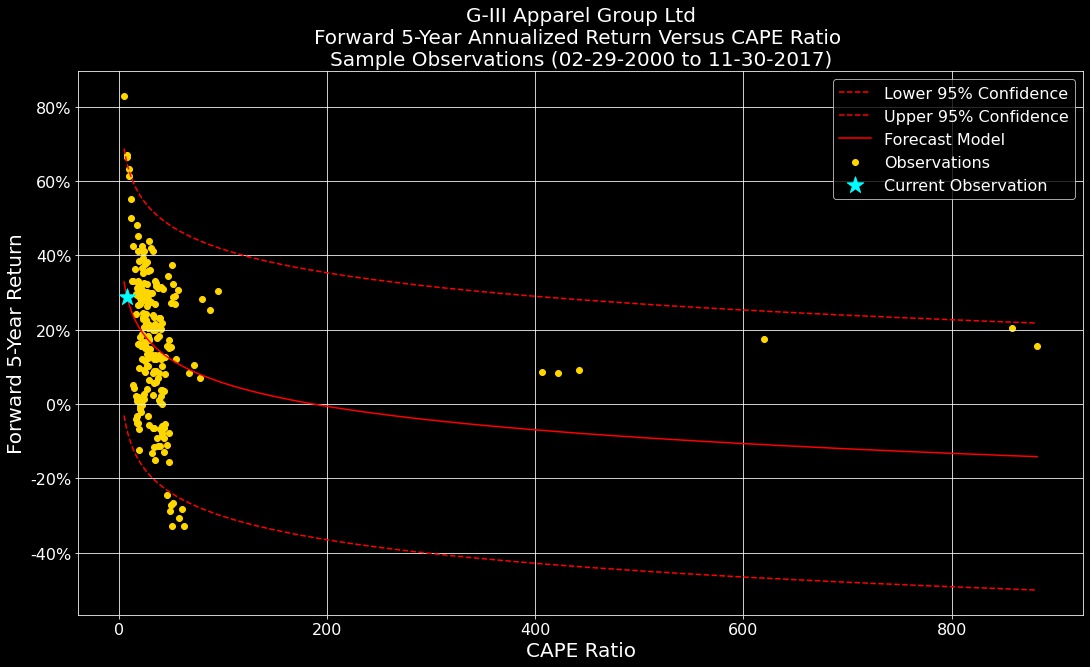 G-III Apparel Group Ltd
Forward 5-Year Annualized Return Versus CAPE Ratio
Sample Observations (02-29-2000 to 11-30-2017)
Lower 95% Confidence
Upper 95% Confidence
Forecast Model
Observations
Current Observation
Forward 5-Year Return
80%
60%
40%
20%
0%
-20%
-40%
0
200
400
600
800
CAPE Ratio